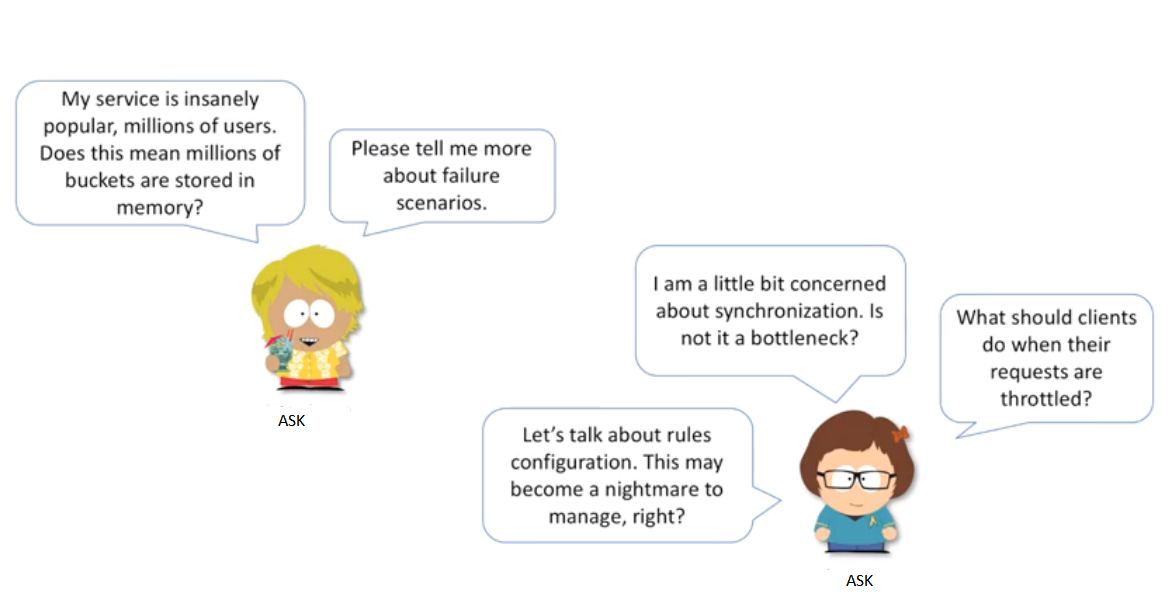 My service is insanely
popular, millions of users.
Does this mean millions of
buckets are stored in
memory?
Please tell me more
about failure
scenarios.
ASK
I am a little bit concerned
about synchronization. Is
not it a bottleneck?
What should clients
do when their
requests are
throttled?
Let's talk about rules
configuration. This may
become a nightmare to
manage, right?
ASK